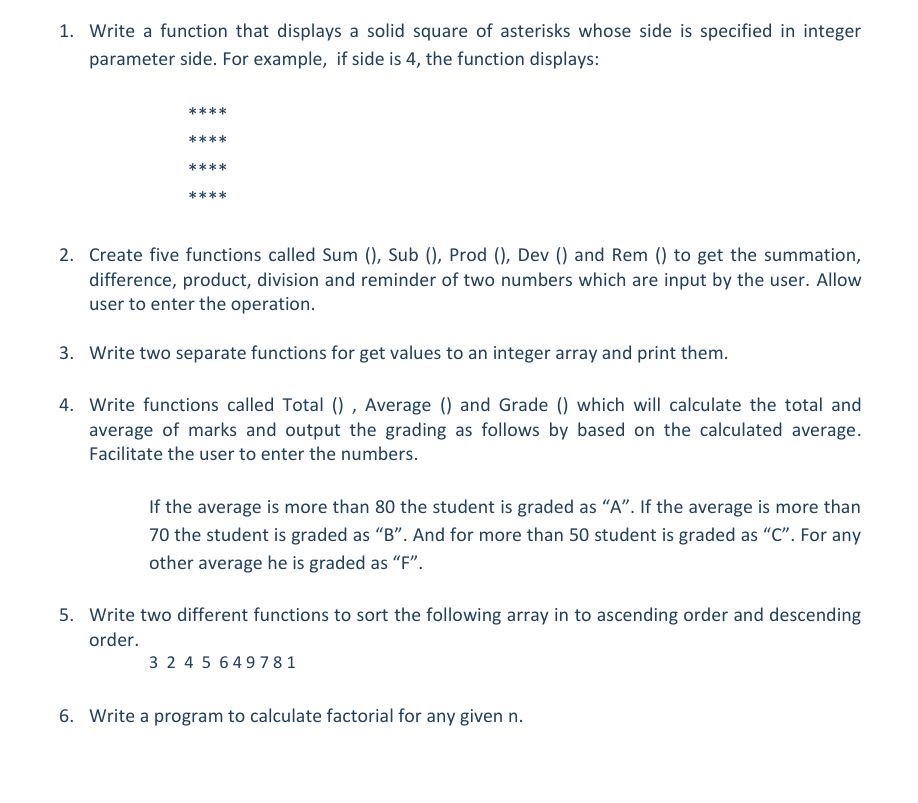 1. Write a function that displays a solid square of asterisks whose side is specified in integer
parameter side. For example, if side is 4, the function displays:
****
****
****
****
2. Create five functions called Sum (), Sub (), Prod (), Dev () and Rem () to get the summation,
difference, product, division and reminder of two numbers which are input by the user. Allow
user to enter the operation.
3. Write two separate functions for get values to an integer array and print them.
4. Write functions called Total () , Average () and Grade () which will calculate the total and
average of marks and output the grading as follows by based on the calculated average.
Facilitate the user to enter the numbers.
If the average is more than 80 the student is graded as “A”. If the average is more than
70 the student is graded as “B”. And for more than 50 student is graded as “C”. For any
other average he is graded as “F”.
5. Write two different functions to sort the following array in to ascending order and descending
order.
3 2 4 5 6 4 9 7 8 1
6. Write a program to calculate factorial for any given n.